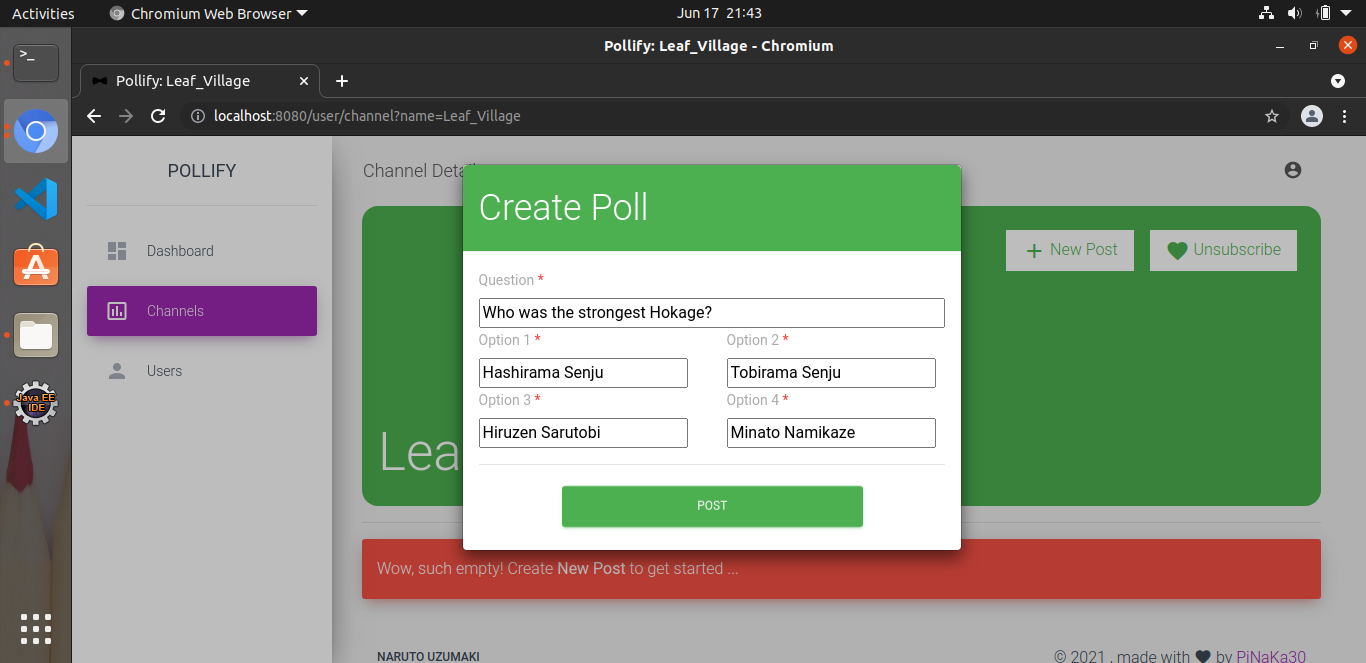 Activities
Chromium Web Browser
Jun 17 21:43
Pollify: Leaf_Village - Chromium
Pollify: Leaf_Village
localhost:8080/user/channel?name=Leaf_Village
POLLIFY
Dashboard
Channels
Users
Java EE
IDE
Channel Detail
New Post
Unsubscribe
Create Poll
Question *
Who was the strongest Hokage?
Option 1 *
Option 2 *
Hashirama Senju
Tobirama Senju
Option 3 *
Option 4 *
Hiruzen Sarutobi
Minato Namikaze
POST
Lea
Wow, such empty! Create New Post to get started ...
NARUTO UZUMAKI
© 2021 , made with ♥ by PiNaKa30